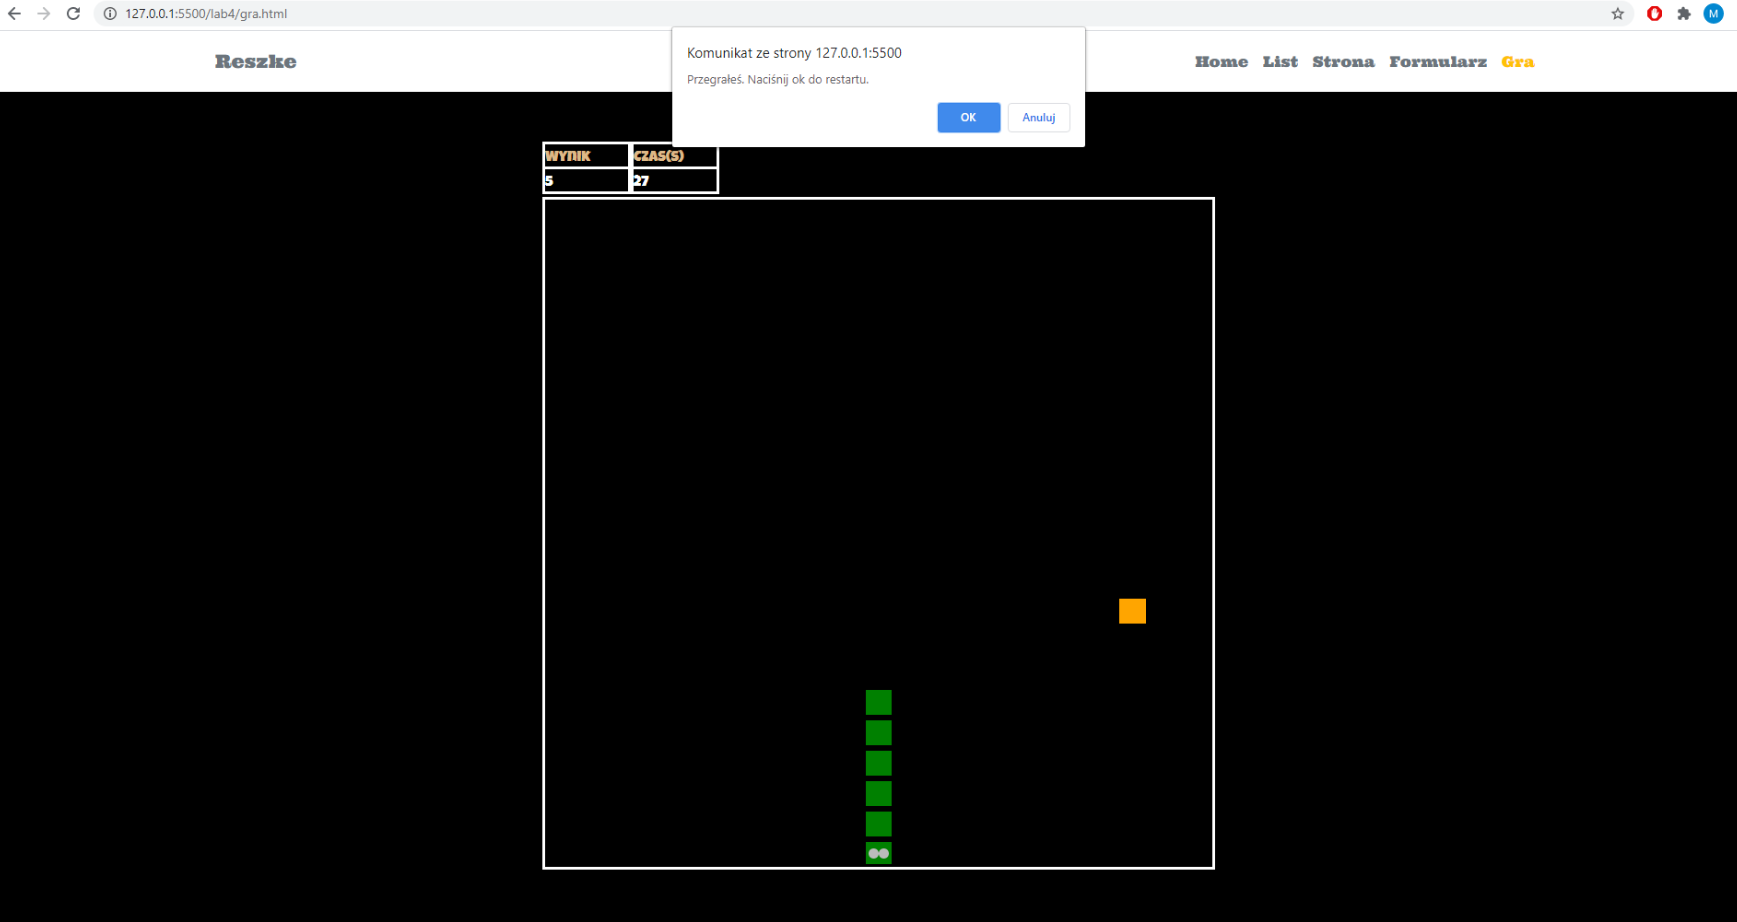 127.0.0.1:5500/lab4/gra.html
M
Komunikat ze strony 127.0.0.1:5500
Przegrałeś. Naciśnij ok do restartu.
OK Anuluj
Reszke
Home List Strona Formularz Gra
WYNIK CZAS(S)
5 27